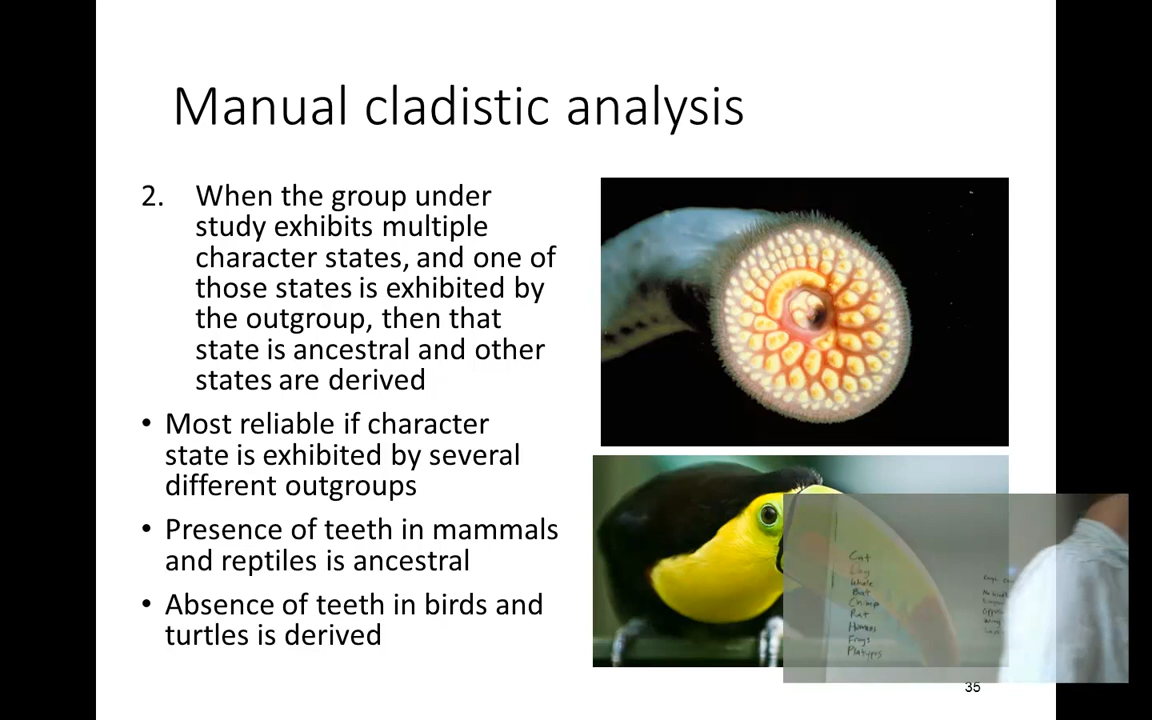 Manual cladistic analysis
2. When the group under
study exhibits multiple
character states, and one of
those states is exhibited by
the outgroup, then that
state is ancestral and other
states are derived
• Most reliable if character
state is exhibited by several
different outgroups
• Presence of teeth in mammals
and reptiles is ancestral
• Absence of teeth in birds and
turtles is derived
Cat
Whale
Bat
Chimp
Rat
Humans
Frogs
Platypus
35